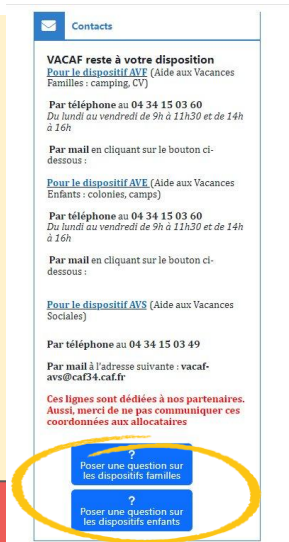 Contacts
VACAF reste à votre disposition
Pour le dispositif AVF (Aide aux Vacances
Familles : camping, CV)
Par téléphone au 04 34 15 03 60
Du lundi au vendredi de 9h à 11h30 et de 14h
à 16h
Par mail en cliquant sur le bouton ci-
dessous :
Pour le dispositif AVE (Aide aux Vacances
Enfants : colonies, camps)
Par téléphone au 04 34 15 03 60
Du lundi au vendredi de 9h à 11h30 et de 14h
à 16h
Par mail en cliquant sur le bouton ci-
dessous :
Pour le dispositif AVS (Aide aux Vacances
Sociales)
Par téléphone au 04 34 15 03 49
Par mail à l'adresse suivante : vacaf-
avs@caf34.caf.fr
Ces lignes sont dédiées à nos partenaires.
Aussi, merci de ne pas communiquer ces
coordonnées aux allocataires
?
Poser une question sur
les dispositifs familles
?
Poser une question sur
les dispositifs enfants